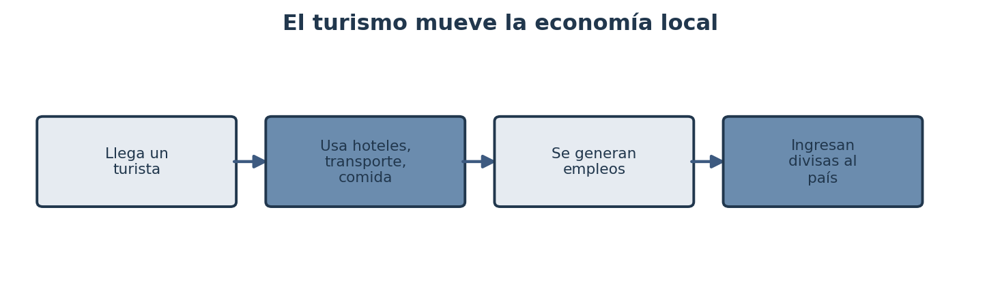 El turismo mueve la economía local
Llega un
turista
Usa hoteles,
transporte,
comida
Se generan
empleos
Ingresan
divisas al
país